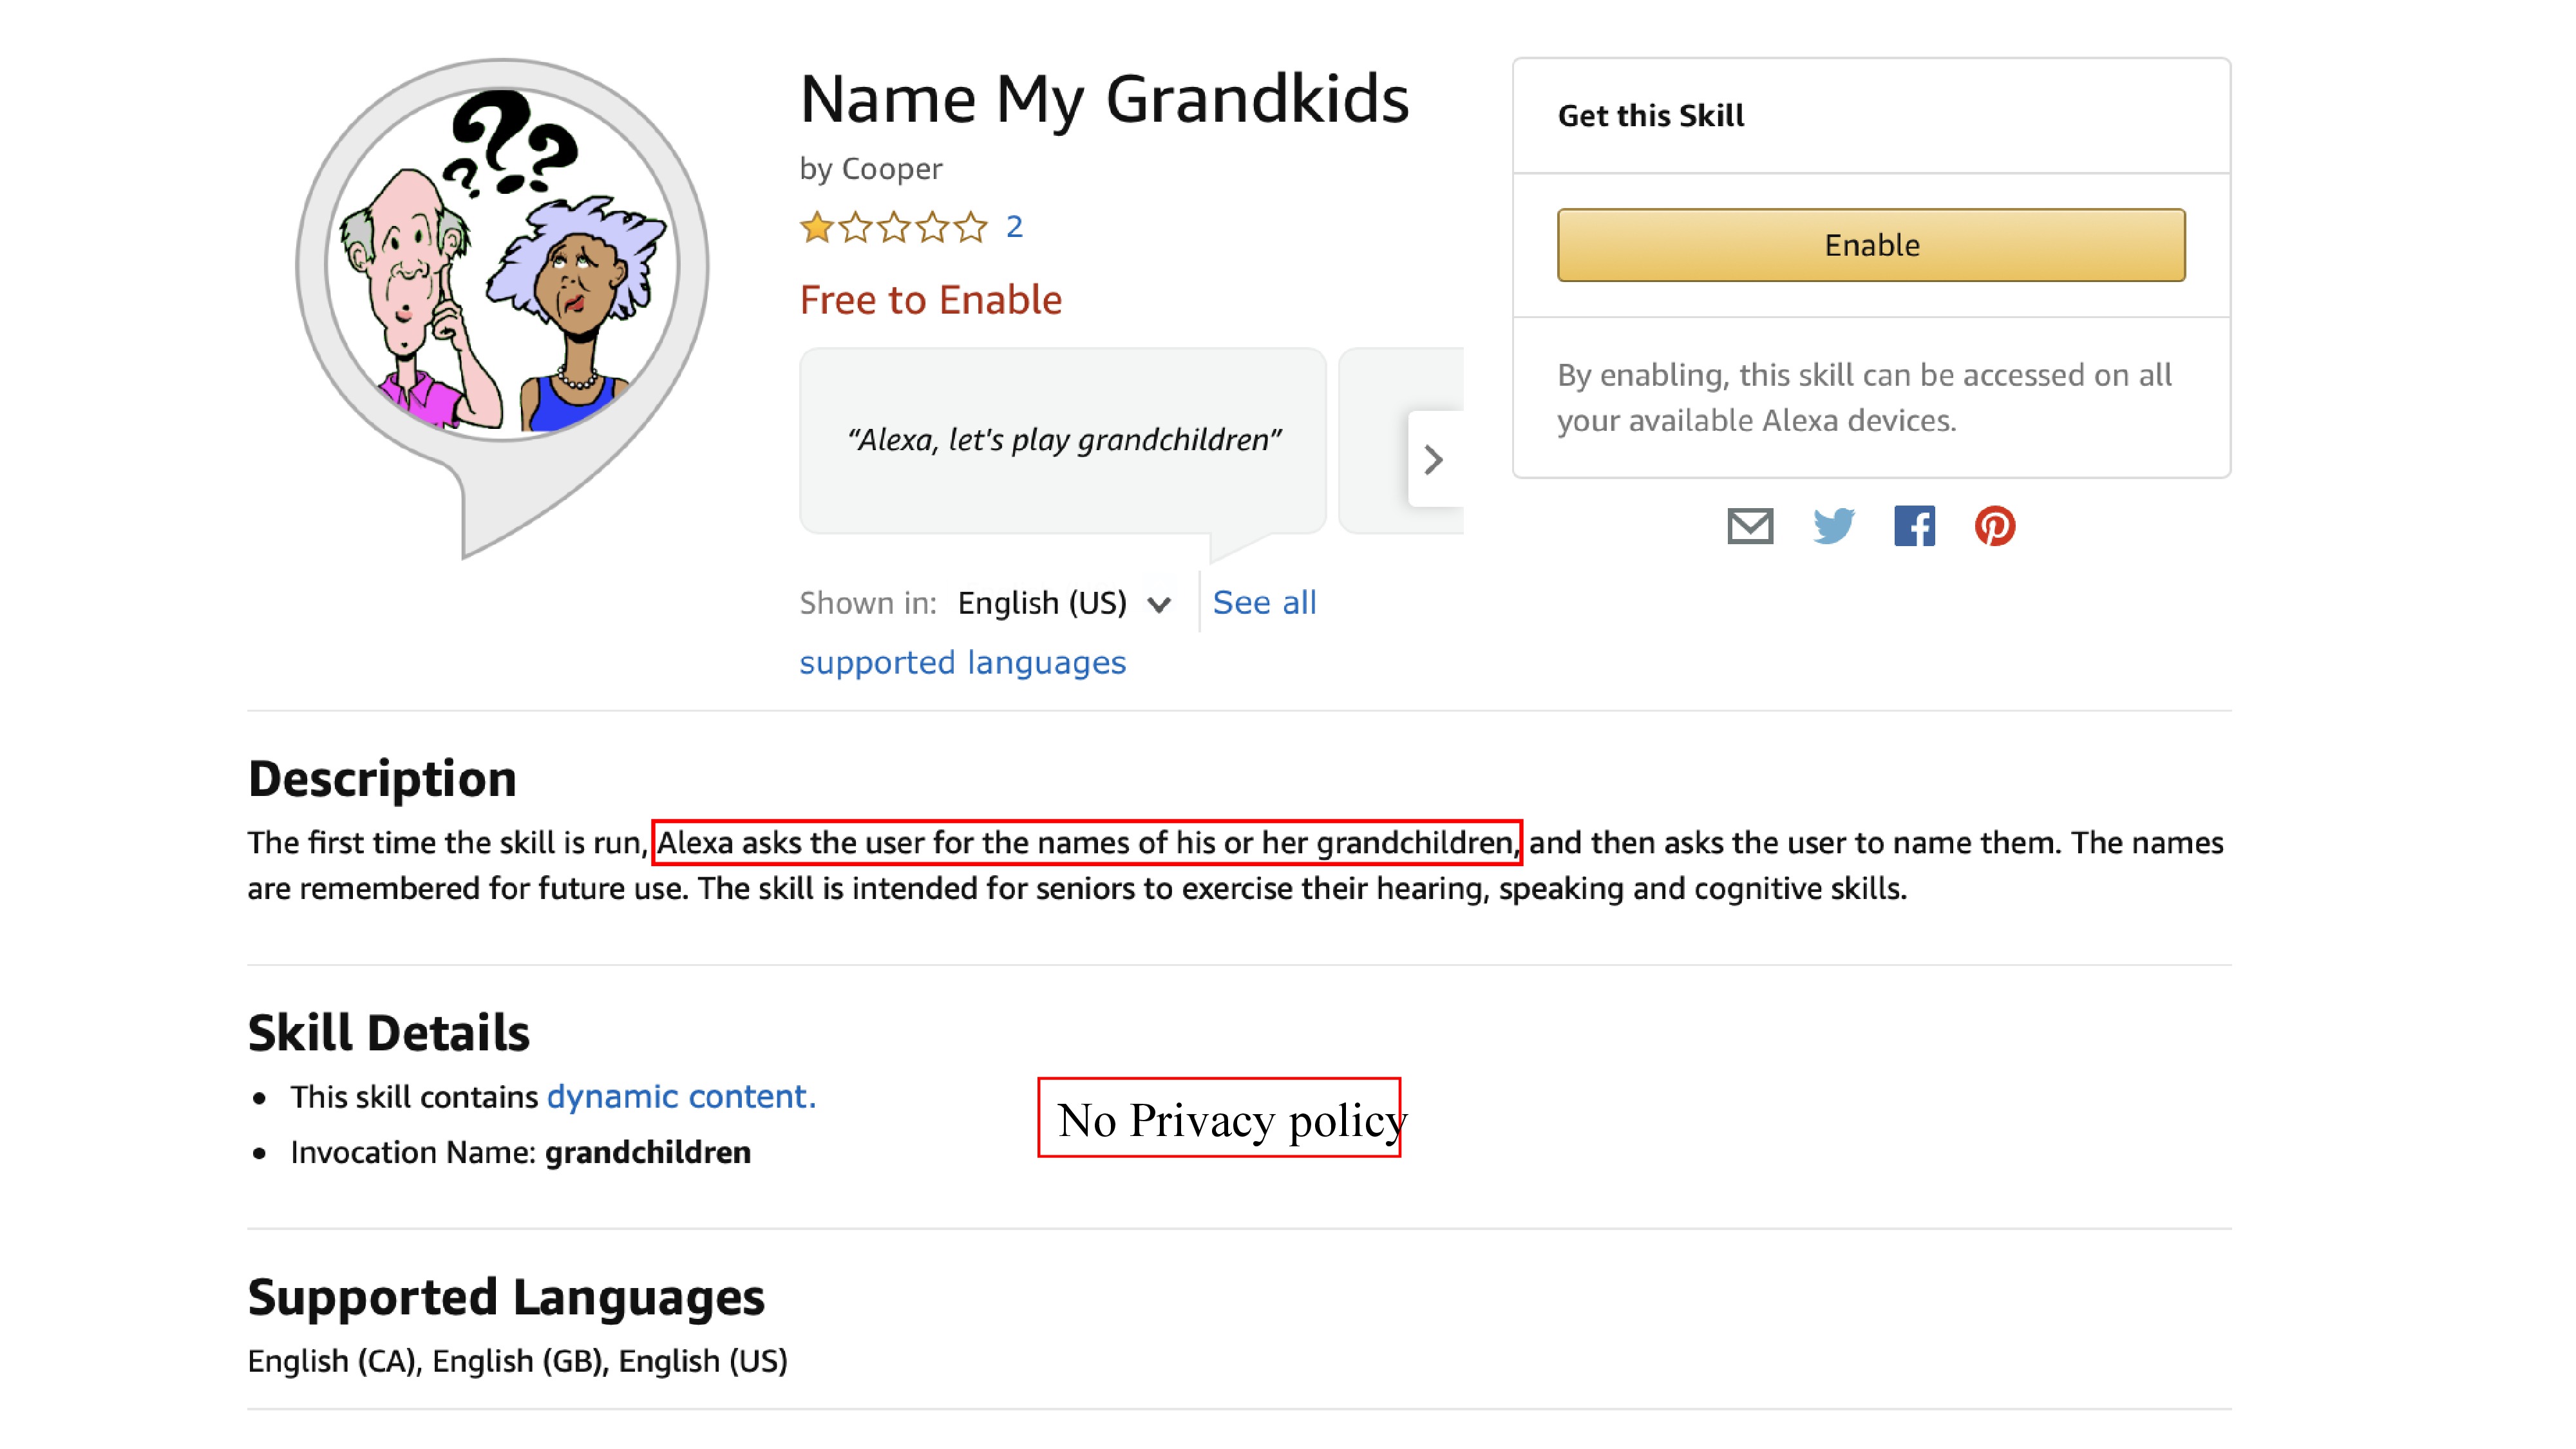 ???
Name My Grandkids
by Cooper
2
Free to Enable
“Alexa, let's play grandchildren”
Shown in: English (US) See all
supported languages
Get this Skill
Enable
By enabling, this skill can be accessed on all
your available Alexa devices.
Description
The first time the skill is run, Alexa asks the user for the names of his or her grandchildren, and then asks the user to name them. The names
are remembered for future use. The skill is intended for seniors to exercise their hearing, speaking and cognitive skills.
Skill Details
• This skill contains dynamic content.
• Invocation Name: grandchildren
No Privacy policy
Supported Languages
English (CA), English (GB), English (US)